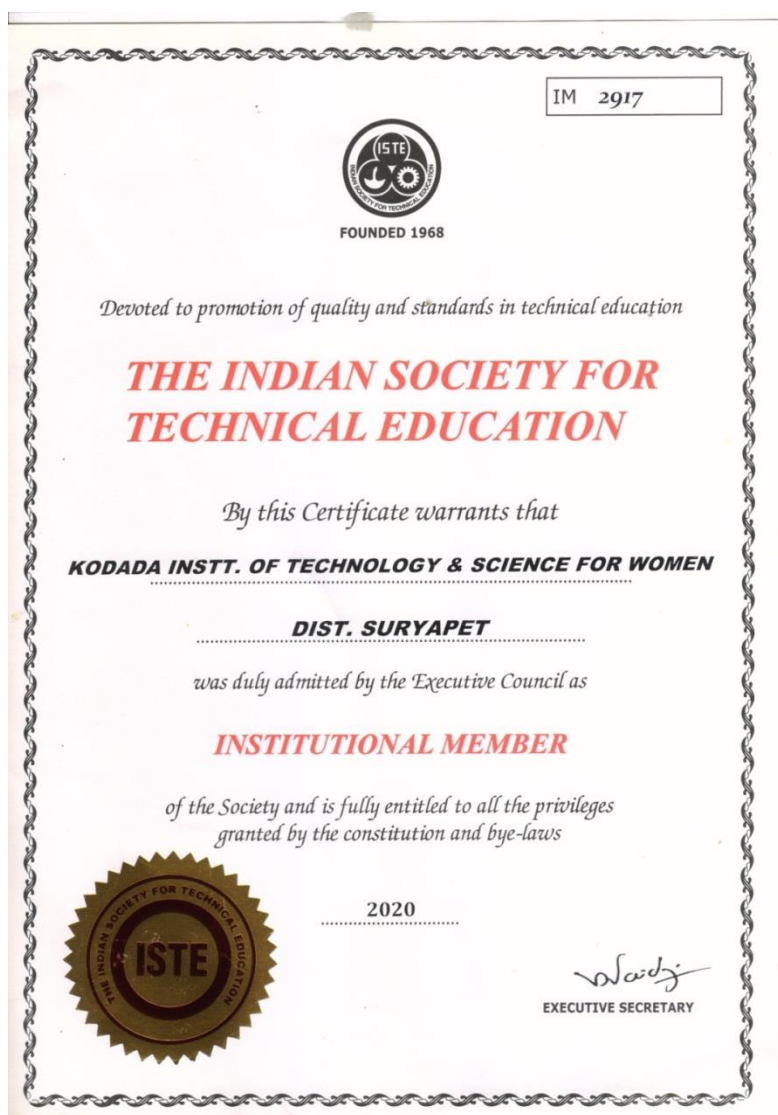 IM 2917
ISTE
INDIAN SOCIETY FOR TECHNICAL EDUCATION
FOUNDED 1968
Devoted to promotion of quality and standards in technical education
THE INDIAN SOCIETY FOR
TECHNICAL EDUCATION
By this Certificate warrants that
KODADA INSTT. OF TECHNOLOGY & SCIENCE FOR WOMEN
DIST. SURYAPET
was duly admitted by the Executive Council as
INSTITUTIONAL MEMBER
of the Society and is fully entitled to all the privileges
granted by the constitution and bye-laws
2020
THE INDIAN SOCIETY FOR TECHNICAL EDUCATION
ISTE
EXECUTIVE SECRETARY